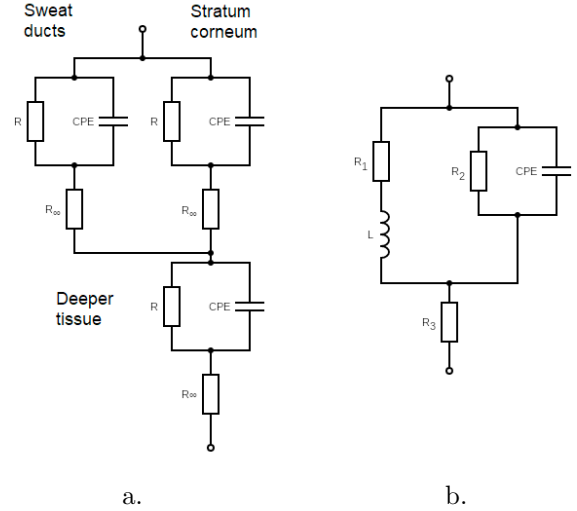 Sweat
ducts
Stratum
corneum
R
CPE
R
CPE
R∞
R∞
Deeper
tissue
R
CPE
R∞
a.
R₁
L
R₂
CPE
R₃
b.